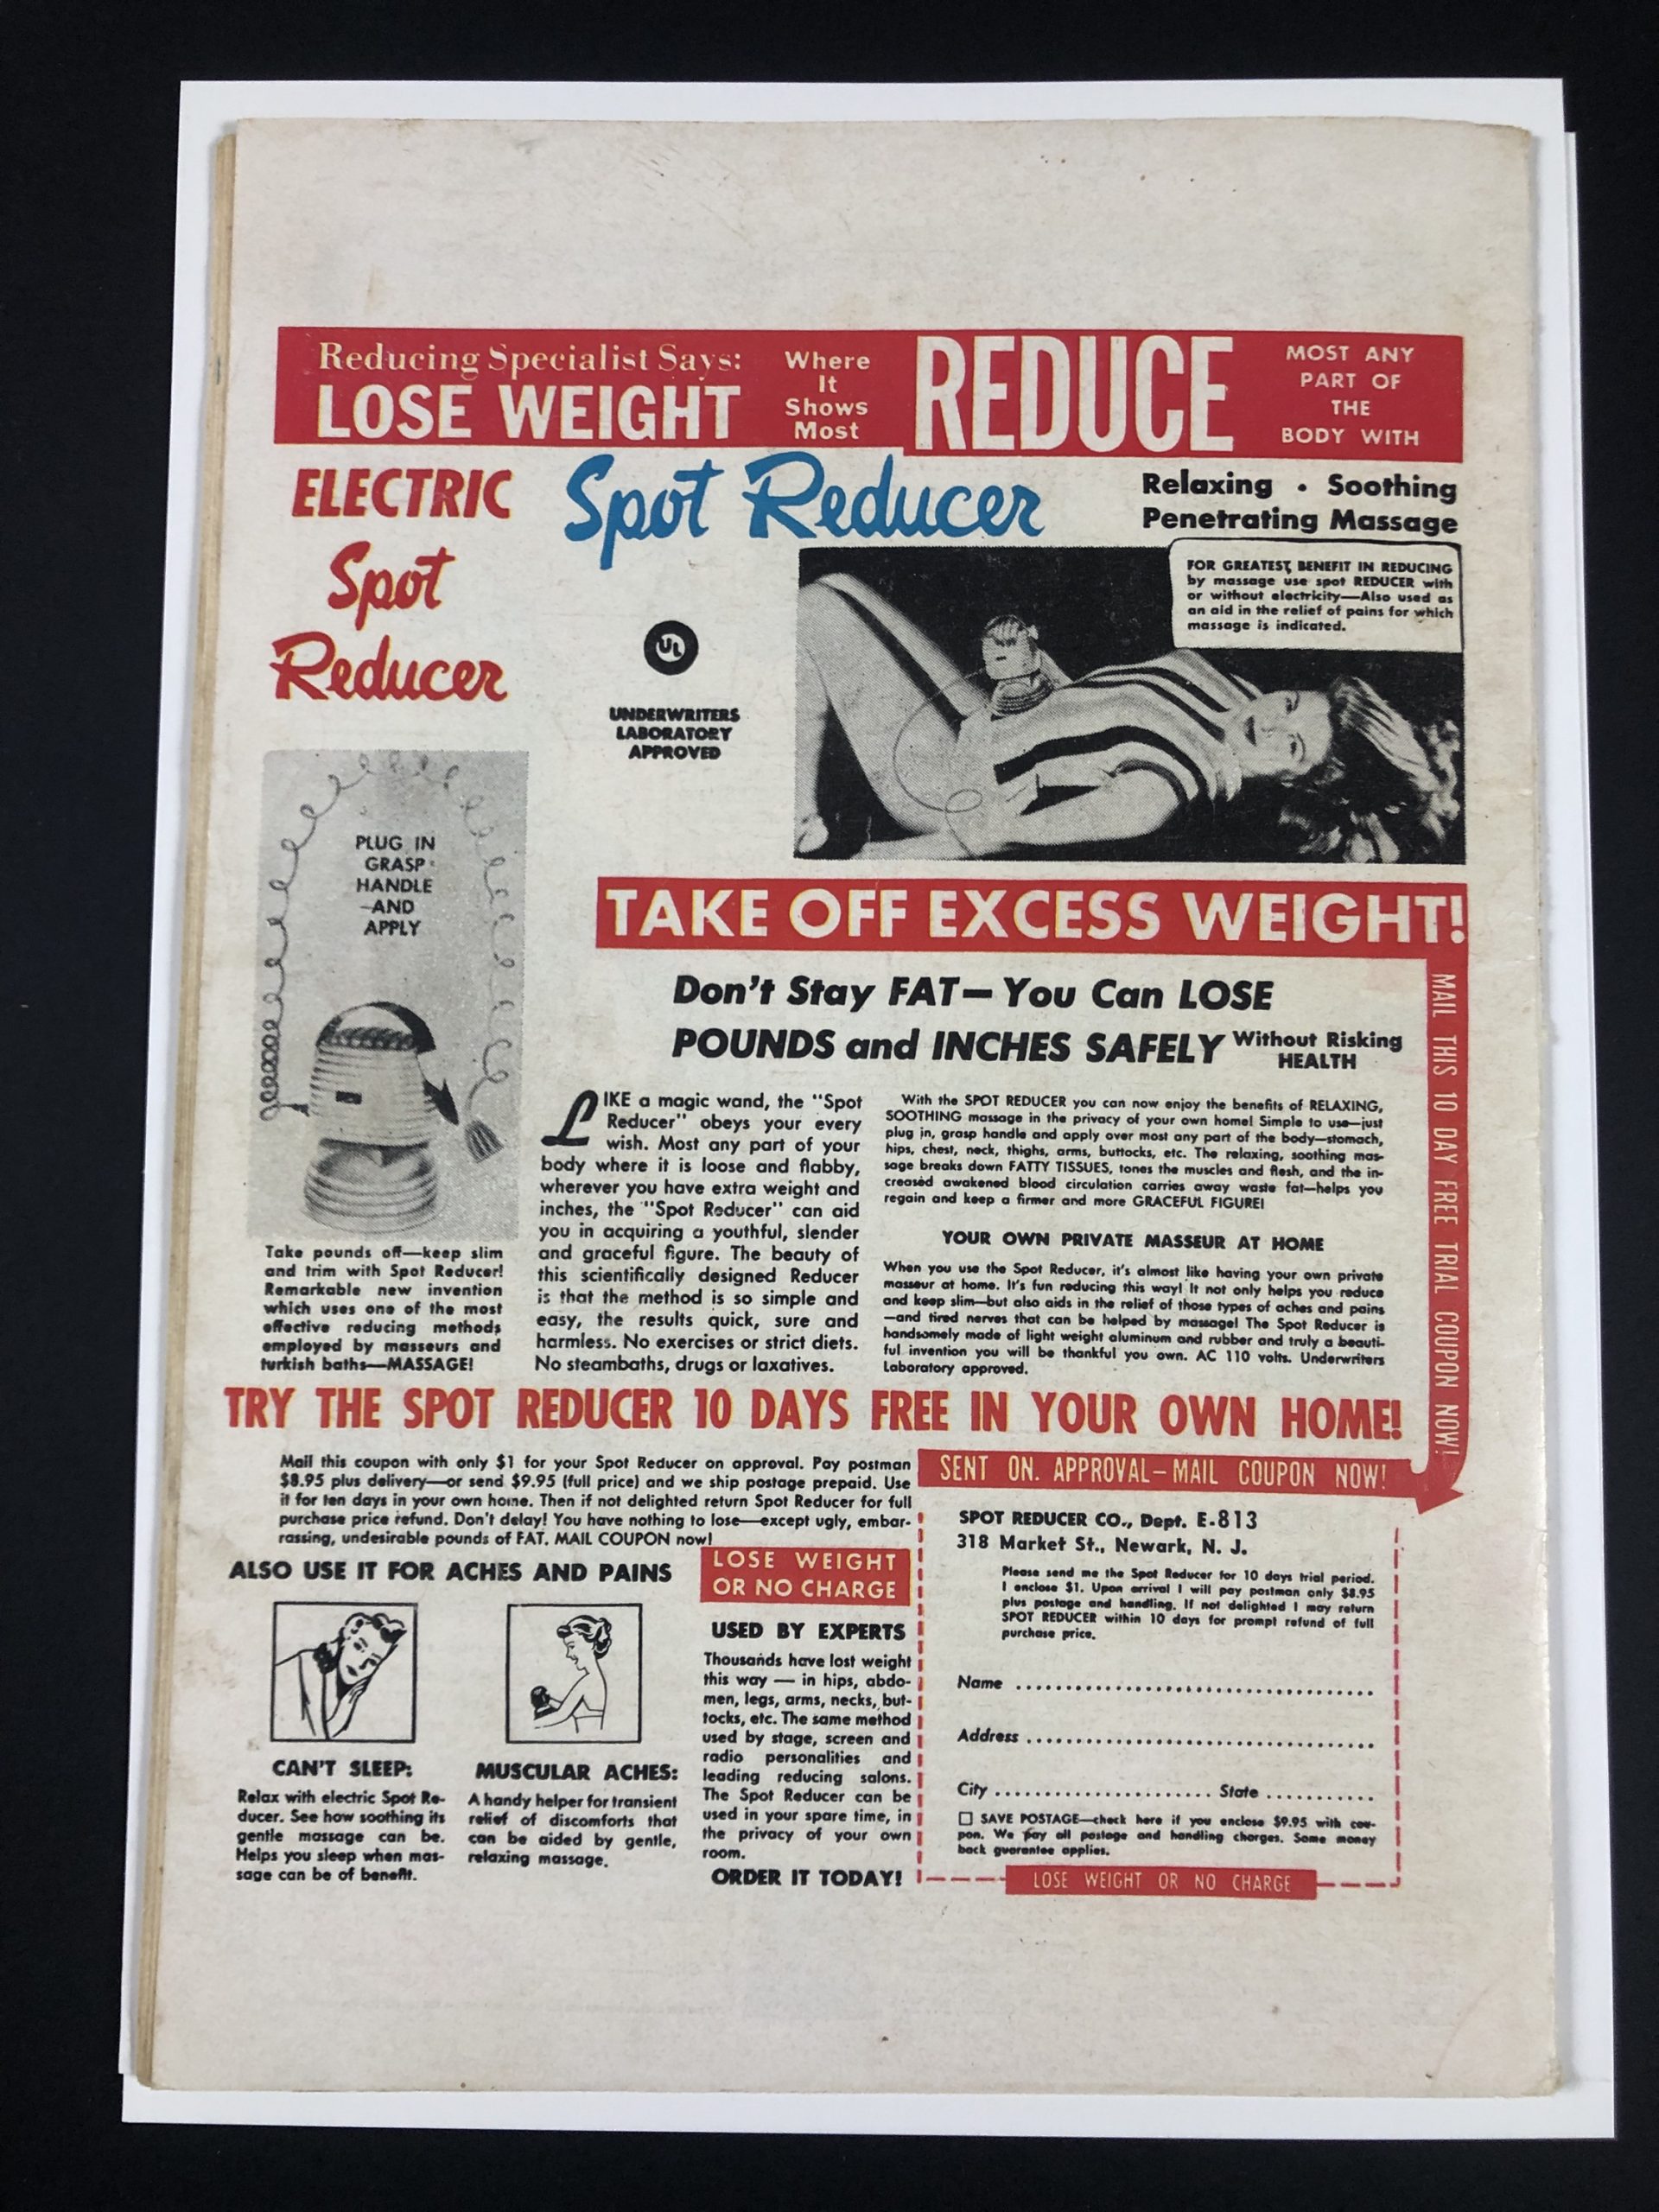 Reducing Specialist Says:
LOSE WEIGHT
Where
It
Shows
Most
REDUCE
MOST ANY
PART OF
THE
BODY WITH
ELECTRIC
Spot
Reducer
Spot Reducer
Relaxing • Soothing
Penetrating Massage
UL
UNDERWRITERS
LABORATORY
APPROVED
FOR GREATEST BENEFIT IN REDUCING
by massage use spot REDUCER with
or without electricity—Also used as
an aid in the relief of pains for which
massage is indicated.
PLUG IN
GRASP
HANDLE
—AND
APPLY
TAKE OFF EXCESS WEIGHT!
Don't Stay FAT—You Can LOSE
POUNDS and INCHES SAFELY Without Risking
HEALTH
MAIL THIS 10 DAY FREE TRIAL COUPON NOW!
Take pounds off—keep slim
and trim with Spot Reducer!
Remarkable new invention
which uses one of the most
effective reducing methods
employed by masseurs and
turkish baths—MASSAGE!
LIKE a magic wand, the "Spot
Reducer" obeys your every
wish. Most any part of your
body where it is loose and flabby,
wherever you have extra weight and
inches, the "Spot Reducer" can aid
you in acquiring a youthful, slender
and graceful figure. The beauty of
this scientifically designed Reducer
is that the method is so simple and
easy, the results quick, sure and
harmless. No exercises or strict diets.
No steambaths, drugs or laxatives.
With the SPOT REDUCER you can now enjoy the benefits of RELAXING,
SOOTHING massage in the privacy of your own home! Simple to use—just
plug in, grasp handle and apply over most any part of the body—stomach,
hips, chest, neck, thighs, arms, buttocks, etc. The relaxing, soothing mas-
sage breaks down FATTY TISSUES, tones the muscles and flesh, and the in-
creased awakened blood circulation carries away waste fat—helps you
regain and keep a firmer and more GRACEFUL FIGURE!
YOUR OWN PRIVATE MASSEUR AT HOME
When you use the Spot Reducer, it's almost like having your own private
masseur at home. It's fun reducing this way! It not only helps you reduce
and keep slim—but also aids in the relief of those types of aches and pains
—and tired nerves that can be helped by massage! The Spot Reducer is
handsomely made of light weight aluminum and rubber and truly a beauti-
ful invention you will be thankful you own. AC 110 volts. Underwriters
Laboratory approved.
TRY THE SPOT REDUCER 10 DAYS FREE IN YOUR OWN HOME!
Mail this coupon with only $1 for your Spot Reducer on approval. Pay postman
$8.95 plus delivery—or send $9.95 (full price) and we ship postage prepaid. Use
it for ten days in your own home. Then if not delighted return Spot Reducer for full
purchase price refund. Don't delay! You have nothing to lose—except ugly, embar-
rassing, undesirable pounds of FAT. MAIL COUPON now!
ALSO USE IT FOR ACHES AND PAINS
CAN'T SLEEP:
Relax with electric Spot Re-
ducer. See how soothing its
gentle massage can be.
Helps you sleep when mas-
sage can be of benefit.
MUSCULAR ACHES:
A handy helper for transient
relief of discomforts that
can be aided by gentle,
relaxing massage.
LOSE WEIGHT
OR NO CHARGE
USED BY EXPERTS
Thousands have lost weight
this way — in hips, abdo-
men, legs, arms, necks, but-
tocks, etc. The same method
used by stage, screen and
radio personalities and
leading reducing salons.
The Spot Reducer can be
used in your spare time, in
the privacy of your own
room.
ORDER IT TODAY!
SENT ON. APPROVAL—MAIL COUPON NOW!
SPOT REDUCER CO., Dept. E-813
318 Market St., Newark, N. J.
Please send me the Spot Reducer for 10 days trial period.
I enclose $1. Upon arrival I will pay postman only $8.95
plus postage and handling. If not delighted I may return
SPOT REDUCER within 10 days for prompt refund of full
purchase price.
Name
Address
City State
SAVE POSTAGE—check here if you enclose $9.95 with cou-
pon. We pay all postage and handling charges. Same money
back guarantee applies.
LOSE WEIGHT OR NO CHARGE